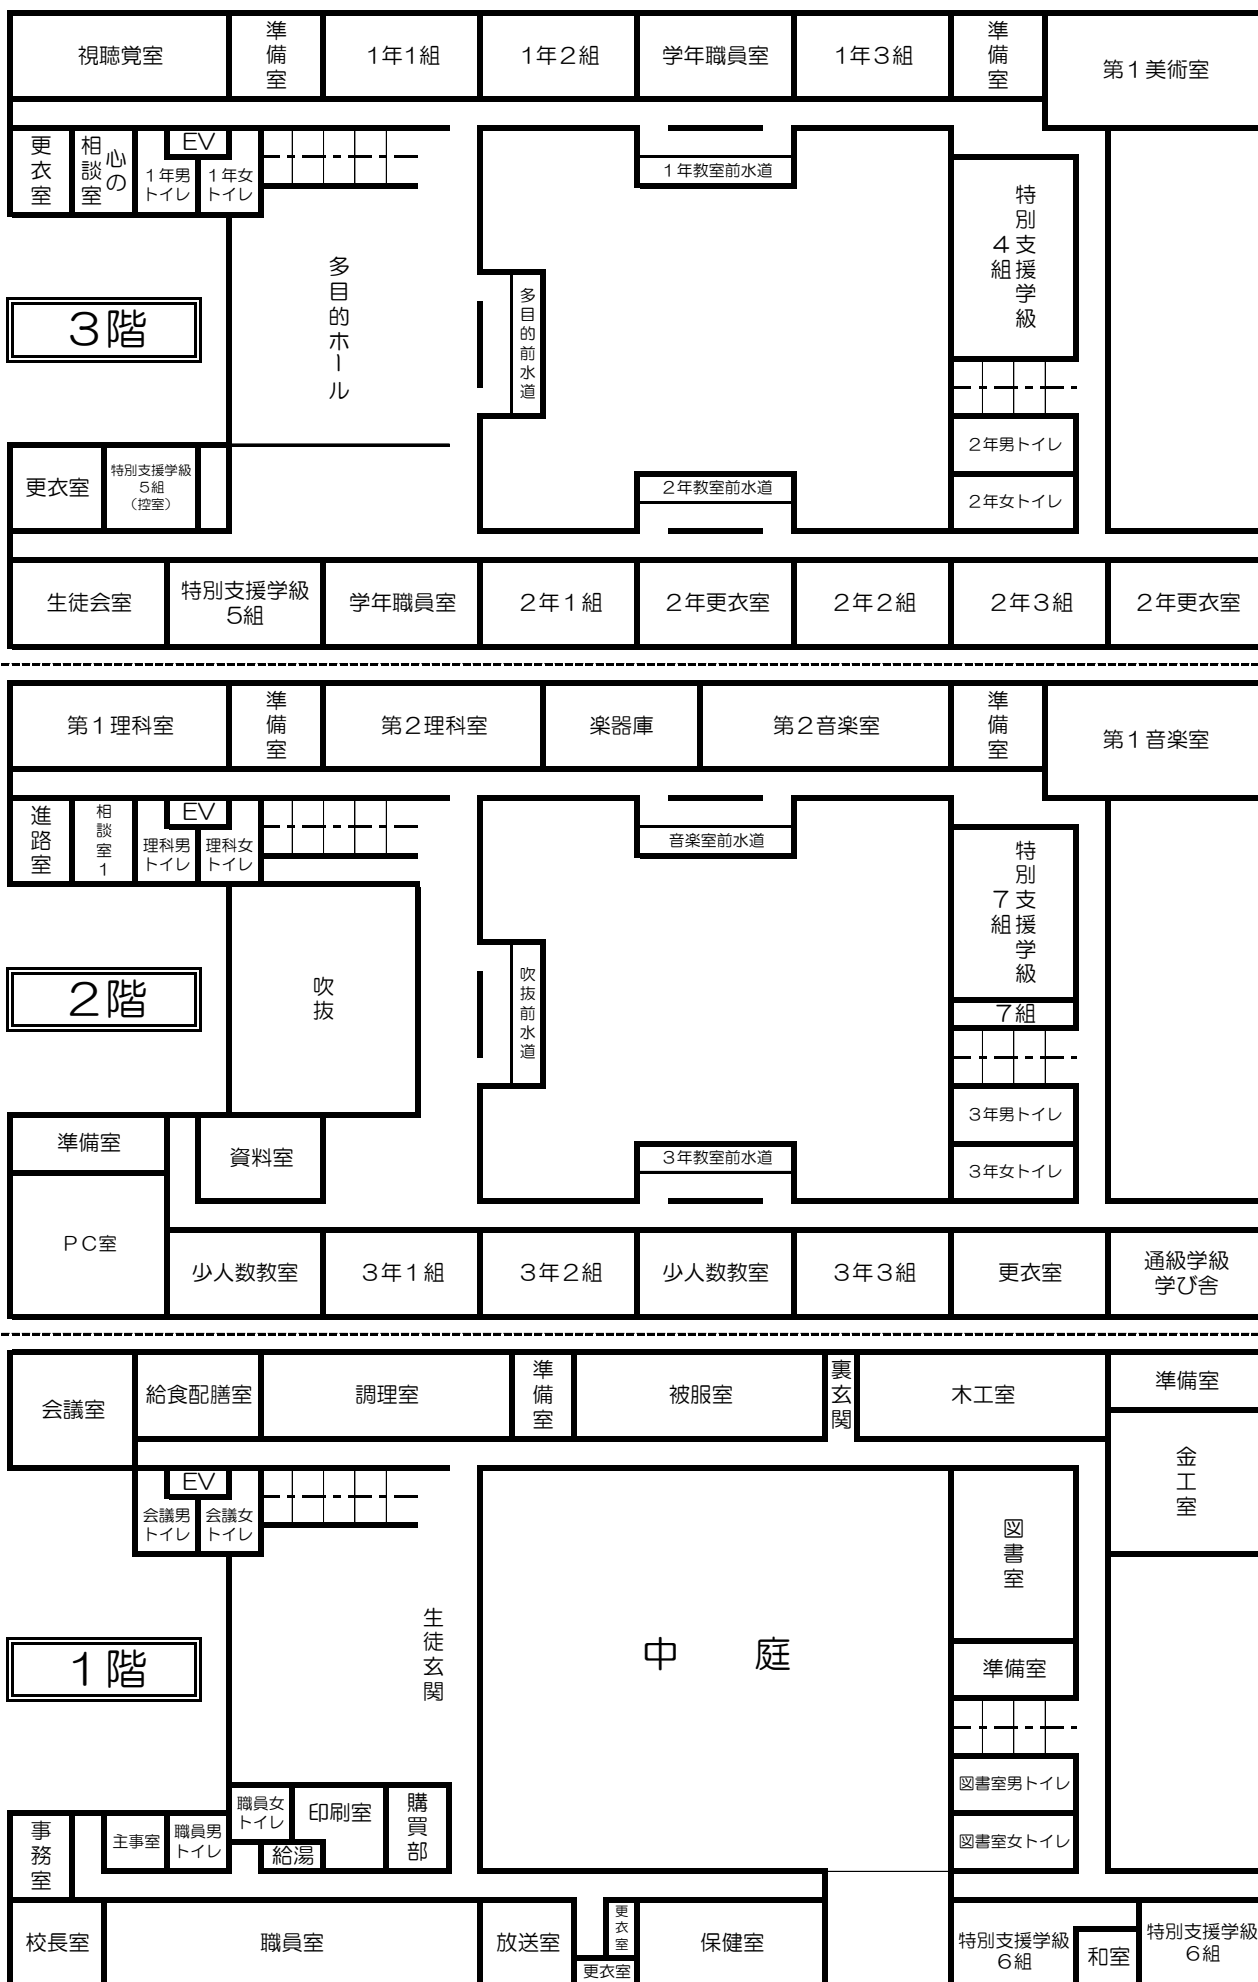 視聴覚室
準備室
1年1組
1年2組
学年職員室
1年3組
準備室
第1美術室
更衣室
心の
相談室
EV
1年男
トイレ
1年女
トイレ
1年教室前水道
特別支援学級
4組
多目的ホール
多目的前水道
3階
2年男トイレ
2年女トイレ
更衣室
特別支援学級
5組
(控室)
2年教室前水道
生徒会室
特別支援学級
5組
学年職員室
2年1組
2年更衣室
2年2組
2年3組
2年更衣室
第1理科室
準備室
第2理科室
楽器庫
第2音楽室
準備室
第1音楽室
進路室
相談室1
EV
理科男
トイレ
理科女
トイレ
音楽室前水道
特別支援学級
7組
7組
2階
吹抜
吹抜前水道
3年男トイレ
3年女トイレ
準備室
資料室
3年教室前水道
PC室
少人数教室
3年1組
3年2組
少人数教室
3年3組
更衣室
通級学級
学び舎
会議室
給食配膳室
調理室
準備室
被服室
裏玄関
木工室
準備室
金工室
EV
会議男
トイレ
会議女
トイレ
図書室
1階
生徒玄関
中庭
準備室
図書室男トイレ
図書室女トイレ
事務室
主事室
職員男
トイレ
職員女
トイレ
印刷室
給湯
購買部
校長室
職員室
放送室
更衣室
更衣室
保健室
特別支援学級
6組
和室
特別支援学級
6組